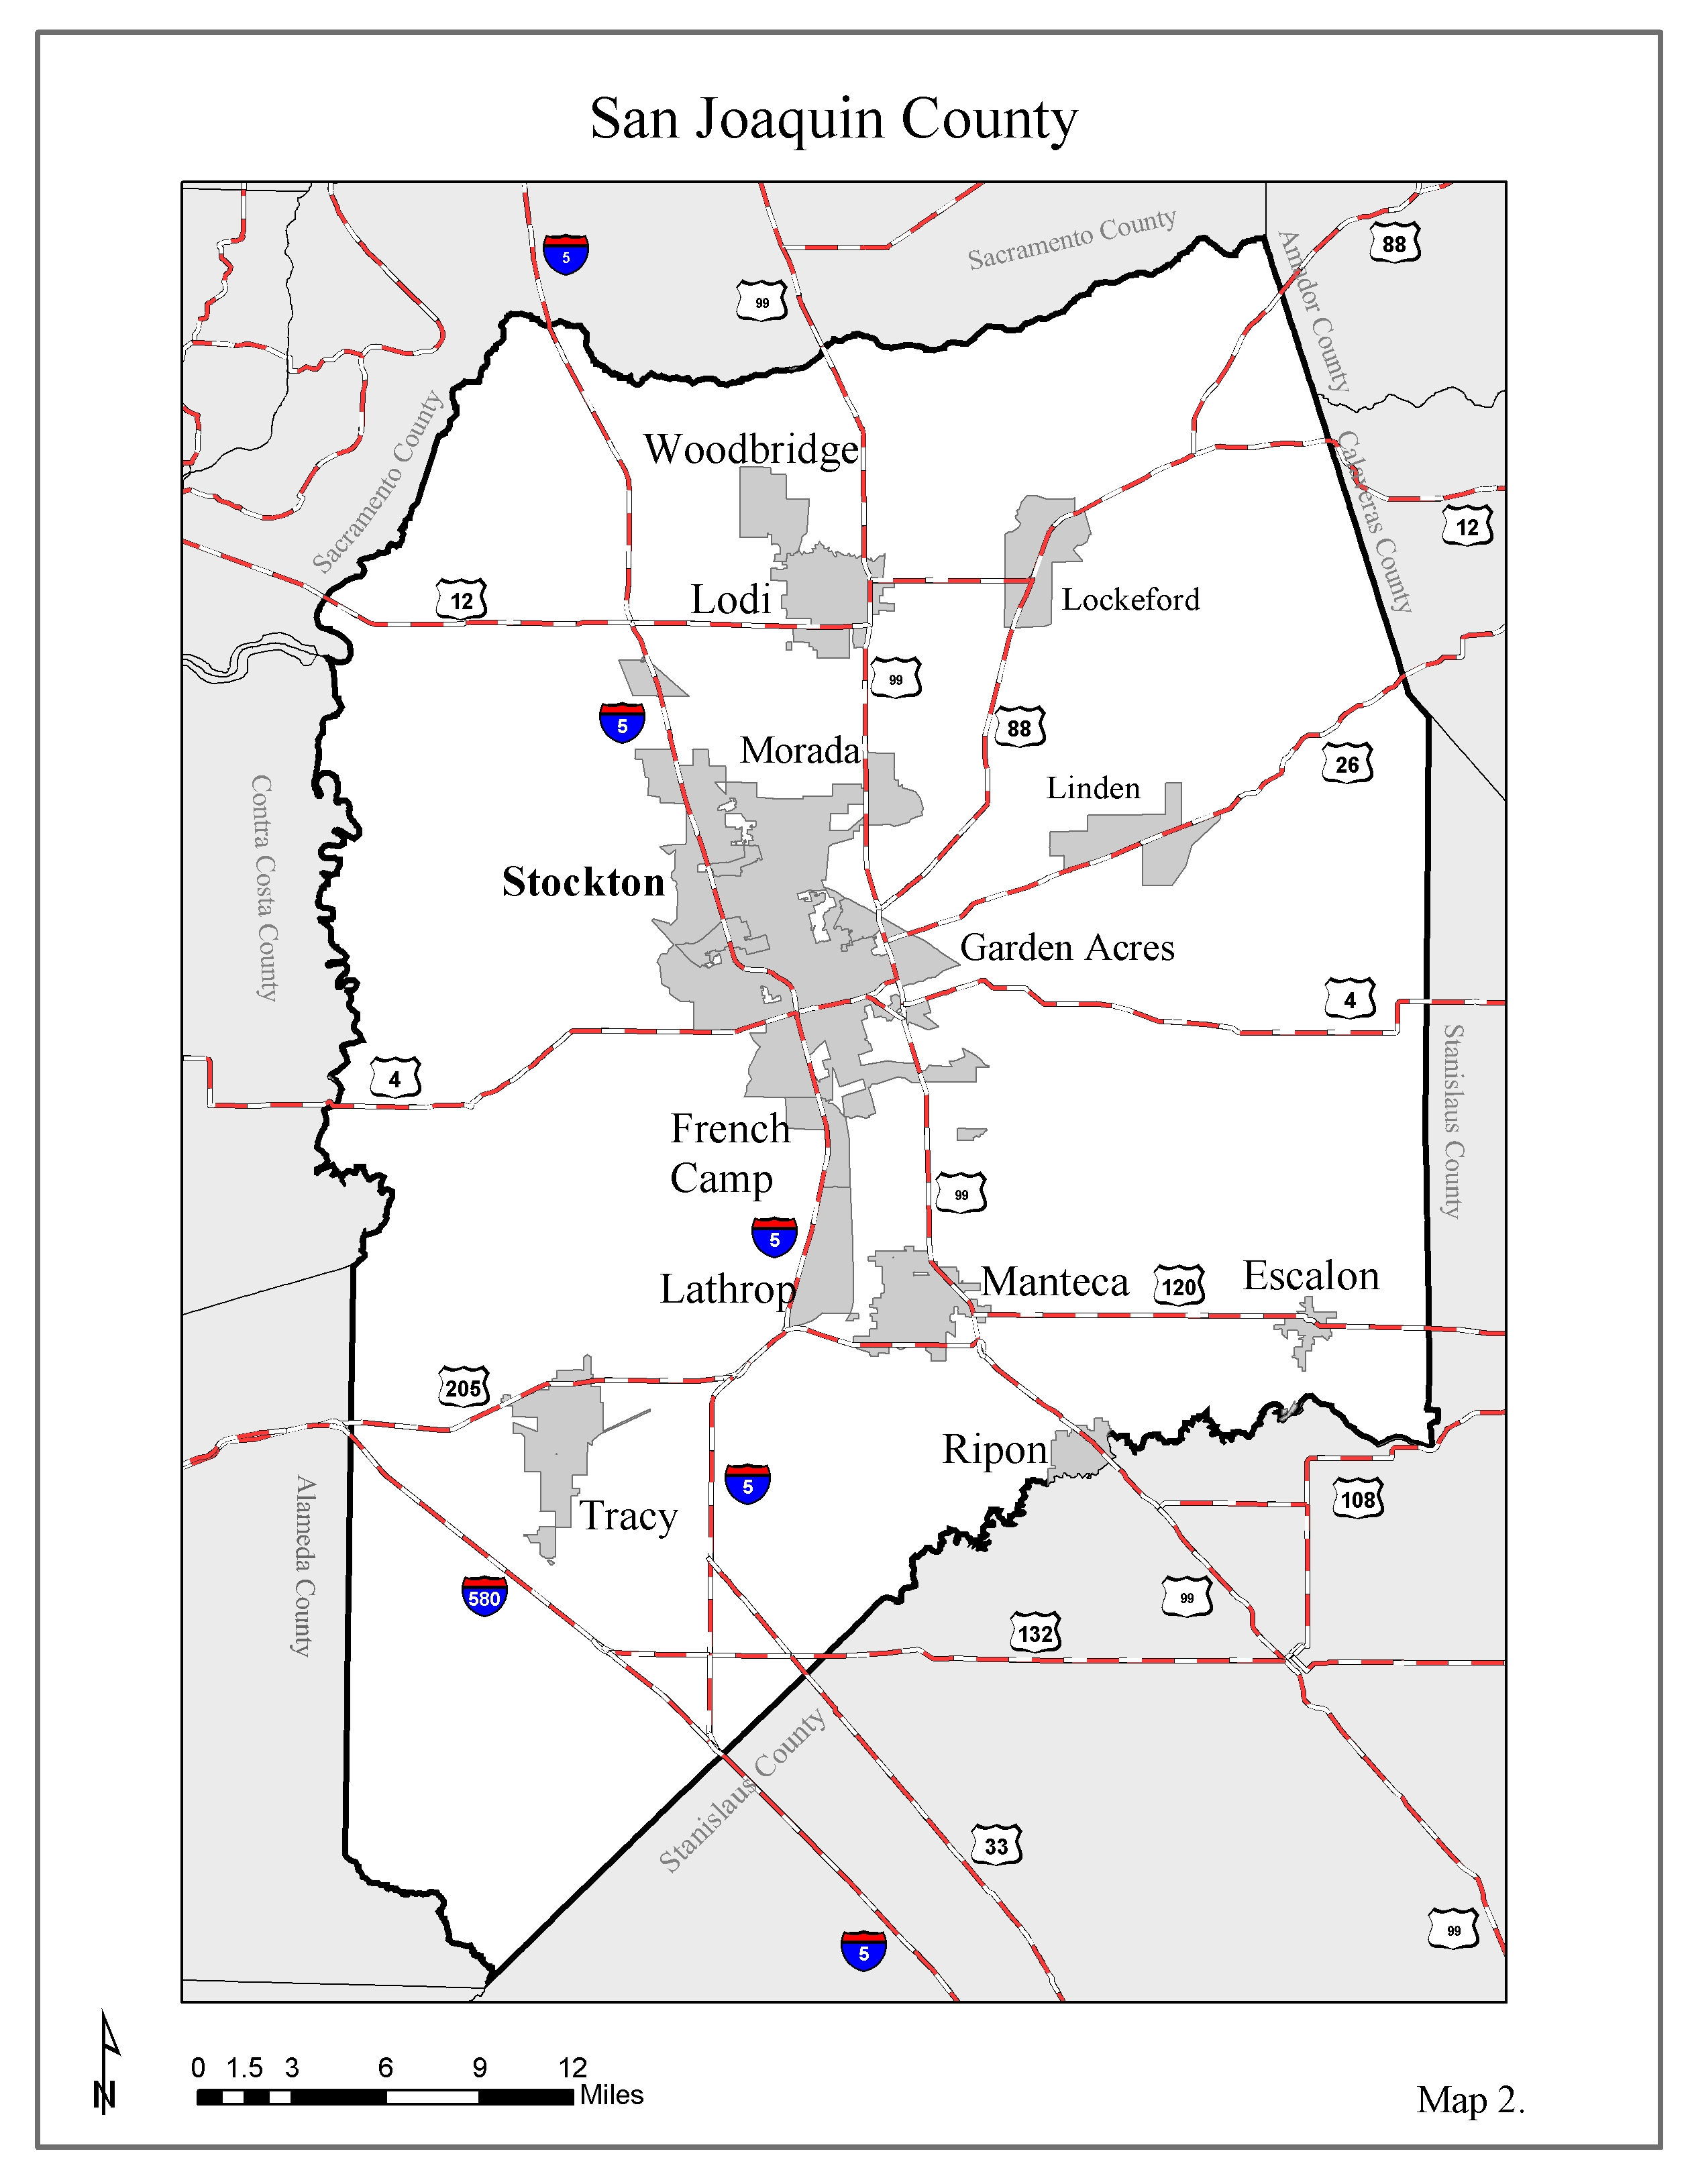 San Joaquin County
Sacramento County
88
5
99
Amador County
Sacramento County
Woodbridge
Calaveras County
12
12
Lodi
Lockeford
99
5
88
Morada
26
Linden
Contra Costa County
Stockton
Garden Acres
4
Stanislaus County
4
French
Camp
99
5
Lathrop
Manteca
120
Escalon
205
Ripon
5
108
Alameda County
Tracy
580
99
132
Stanislaus County
33
99
5
N
0 1.5 3 6 9 12
Miles
Map 2.